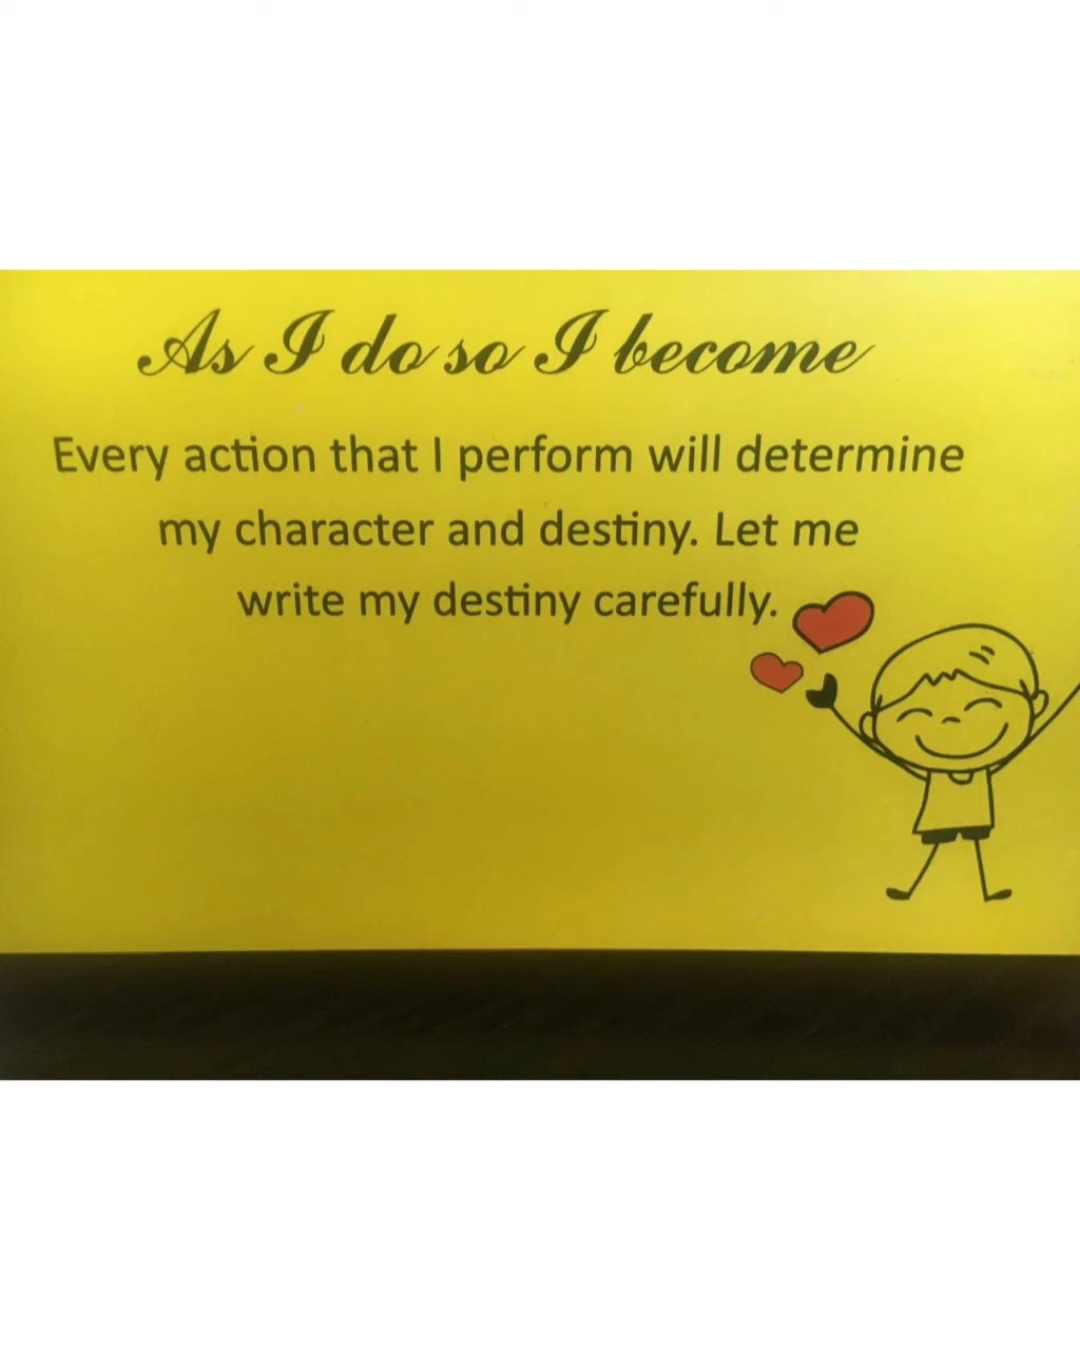 As I do so I become
Every action that I perform will determine
my character and destiny. Let me
write my destiny carefully.